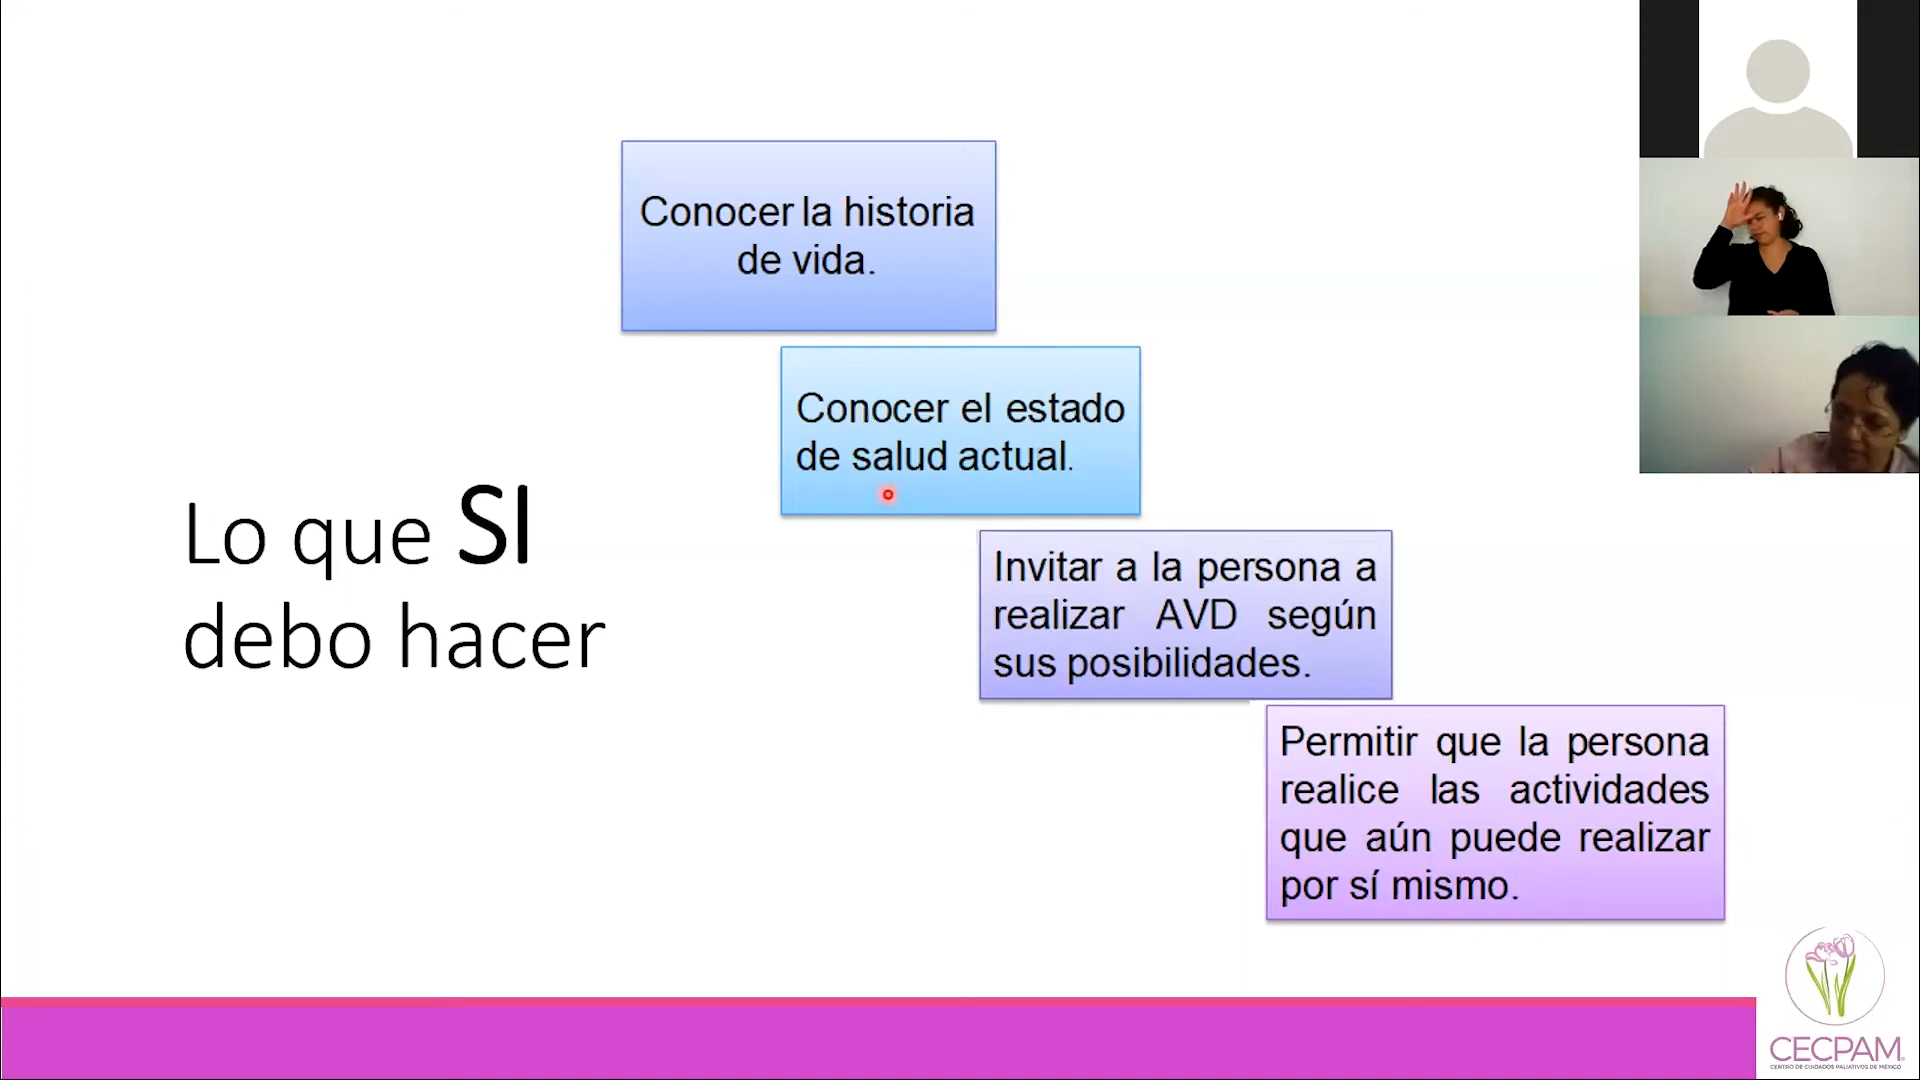 Lo que SI
debo hacer
Conocer la historia
de vida.
Conocer el estado
de salud actual.
Invitar a la persona a
realizar AVD según
sus posibilidades.
Permitir que la persona
realice las actividades
que aún puede realizar
por sí mismo.
CECPAM
CENTRO DE CUIDADOS PALIATIVOS DE MÉXICO